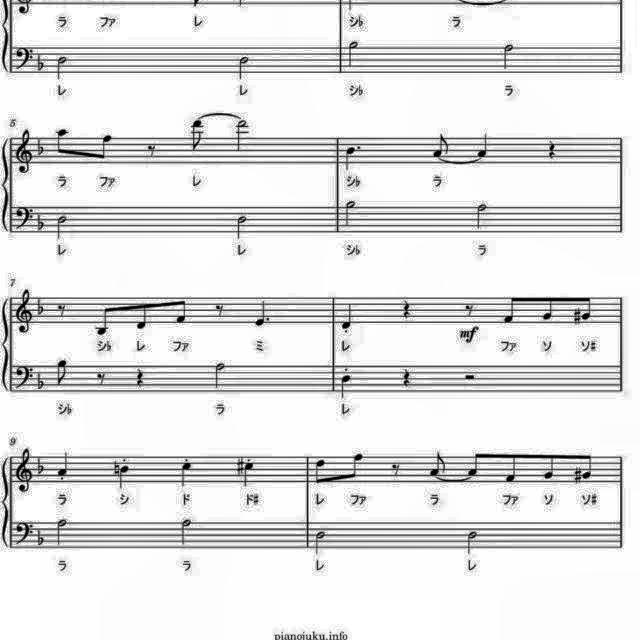 ラ ファ レ シ♭ ラ
レ レ シ♭ ラ
5
ラ ファ レ シ♭ ラ
レ レ シ♭ ラ
7
mf
シ♭ レ ファ ミ レ ファ ソ ソ#
シ♭ ラ レ
9
ラ シ ド ド# レ ファ ラ ファ ソ ソ#
ラ ラ レ レ
pianojuku.info